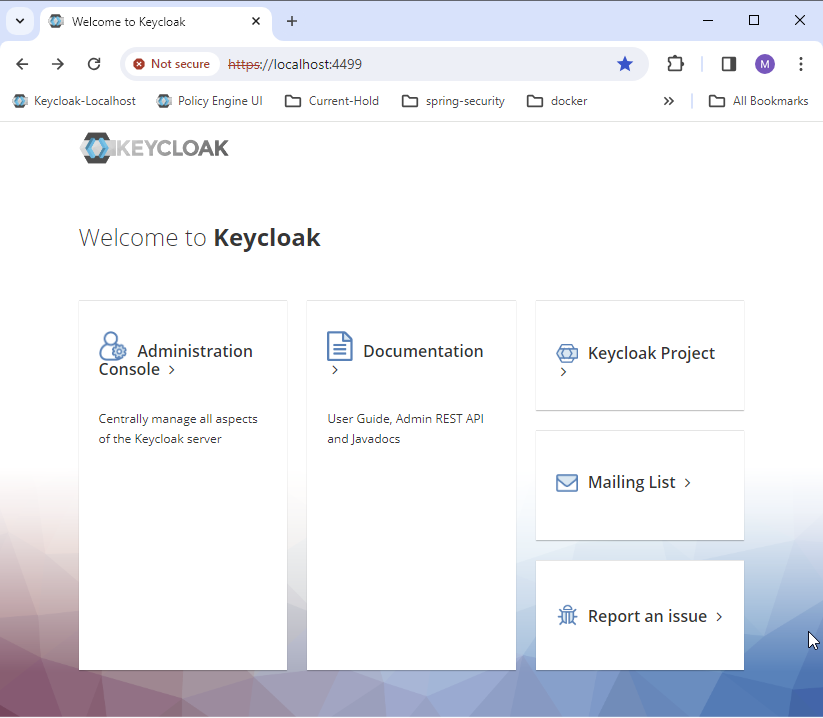 Welcome to Keycloak
Not secure https://localhost:4499 M
Keycloak-Localhost Policy Engine UI Current-Hold spring-security docker » All Bookmarks
KEYCLOAK
Welcome to Keycloak
Administration
Console
Centrally manage all aspects
of the Keycloak server
Documentation
User Guide, Admin REST API
and Javadocs
Keycloak Project
Mailing List
Report an issue